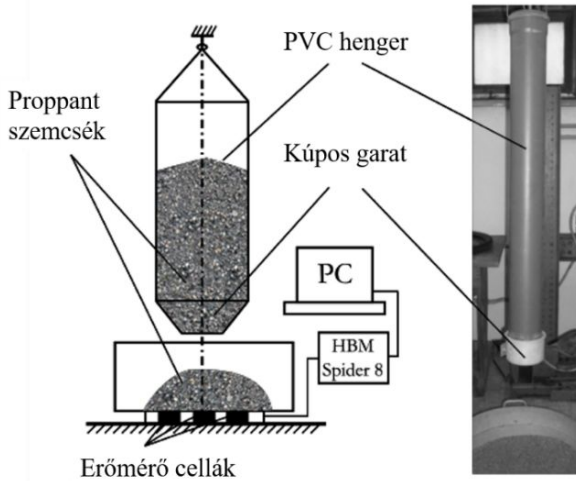 PVC henger
Proppant
szemcsék
Kúpos garat
PC
HBM
Spider 8
Erőmérő cellák